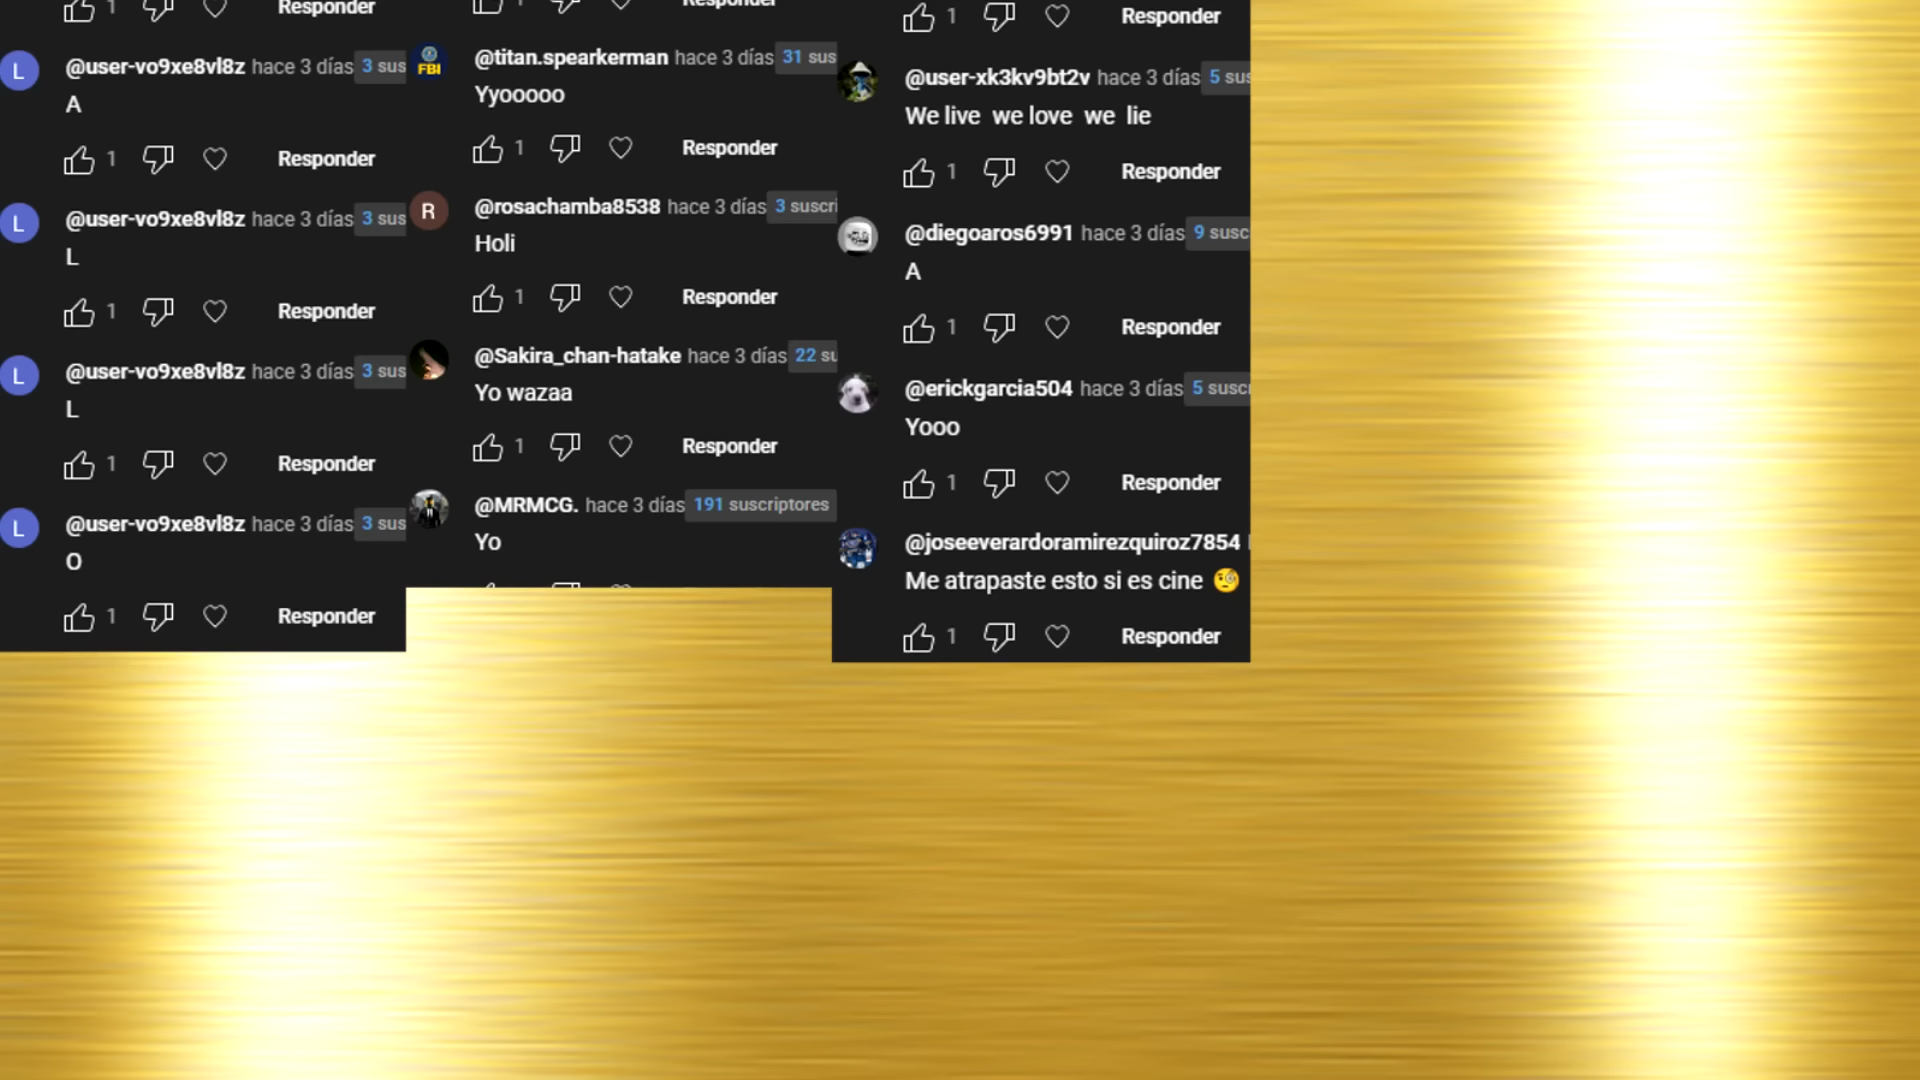 1 Responder
@user-vo9xe8vl8z hace 3 días 3 sus
L
A
1 Responder
@user-vo9xe8vl8z hace 3 días 3 sus
L
L
1 Responder
@user-vo9xe8vl8z hace 3 días 3 sus
L
L
1 Responder
@user-vo9xe8vl8z hace 3 días 3 sus
L
O
1 Responder
1 Responder
FBI
@titan.spearkerman hace 3 días 31 sus
Yyooooo
1 Responder
R
@rosachamba8538 hace 3 días 3 suscri
Holi
1 Responder
@Sakira_chan-hatake hace 3 días 22 su
Yo wazaa
1 Responder
@MRMCG. hace 3 días 191 suscriptores
Yo
1 Responder
@user-xk3kv9bt2v hace 3 días 5 sus
We live we love we lie
1 Responder
@diegoaros6991 hace 3 días 9 susc
A
1 Responder
@erickgarcia504 hace 3 días 5 susc
Yooo
1 Responder
@joseeverardoramirezquiroz7854
Me atrapaste esto si es cine 🧐
1 Responder